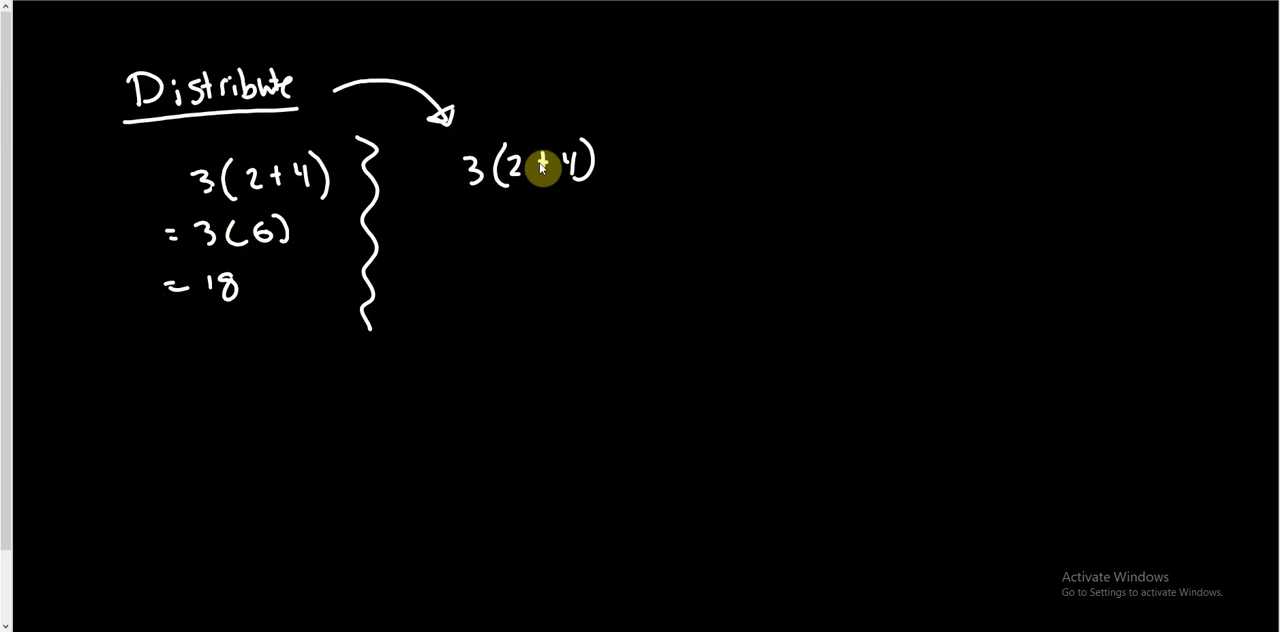 Distribute
3(2+4)
= 3(6)
= 18
3(2+4)
Activate Windows
Go to Settings to activate Windows.